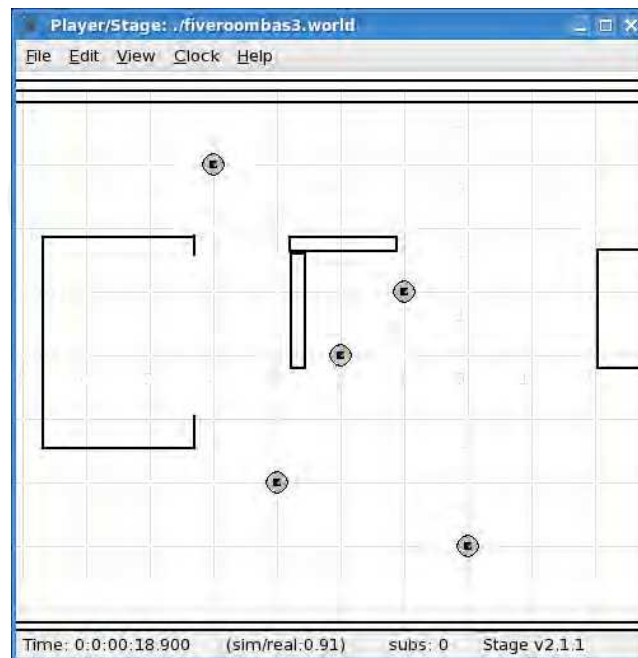 Player/Stage: ./fiveroombas3.world
File Edit View Clock Help
Time: 0:0:00:18.900 (sim/real:0.91) subs: 0 Stage v2.1.1